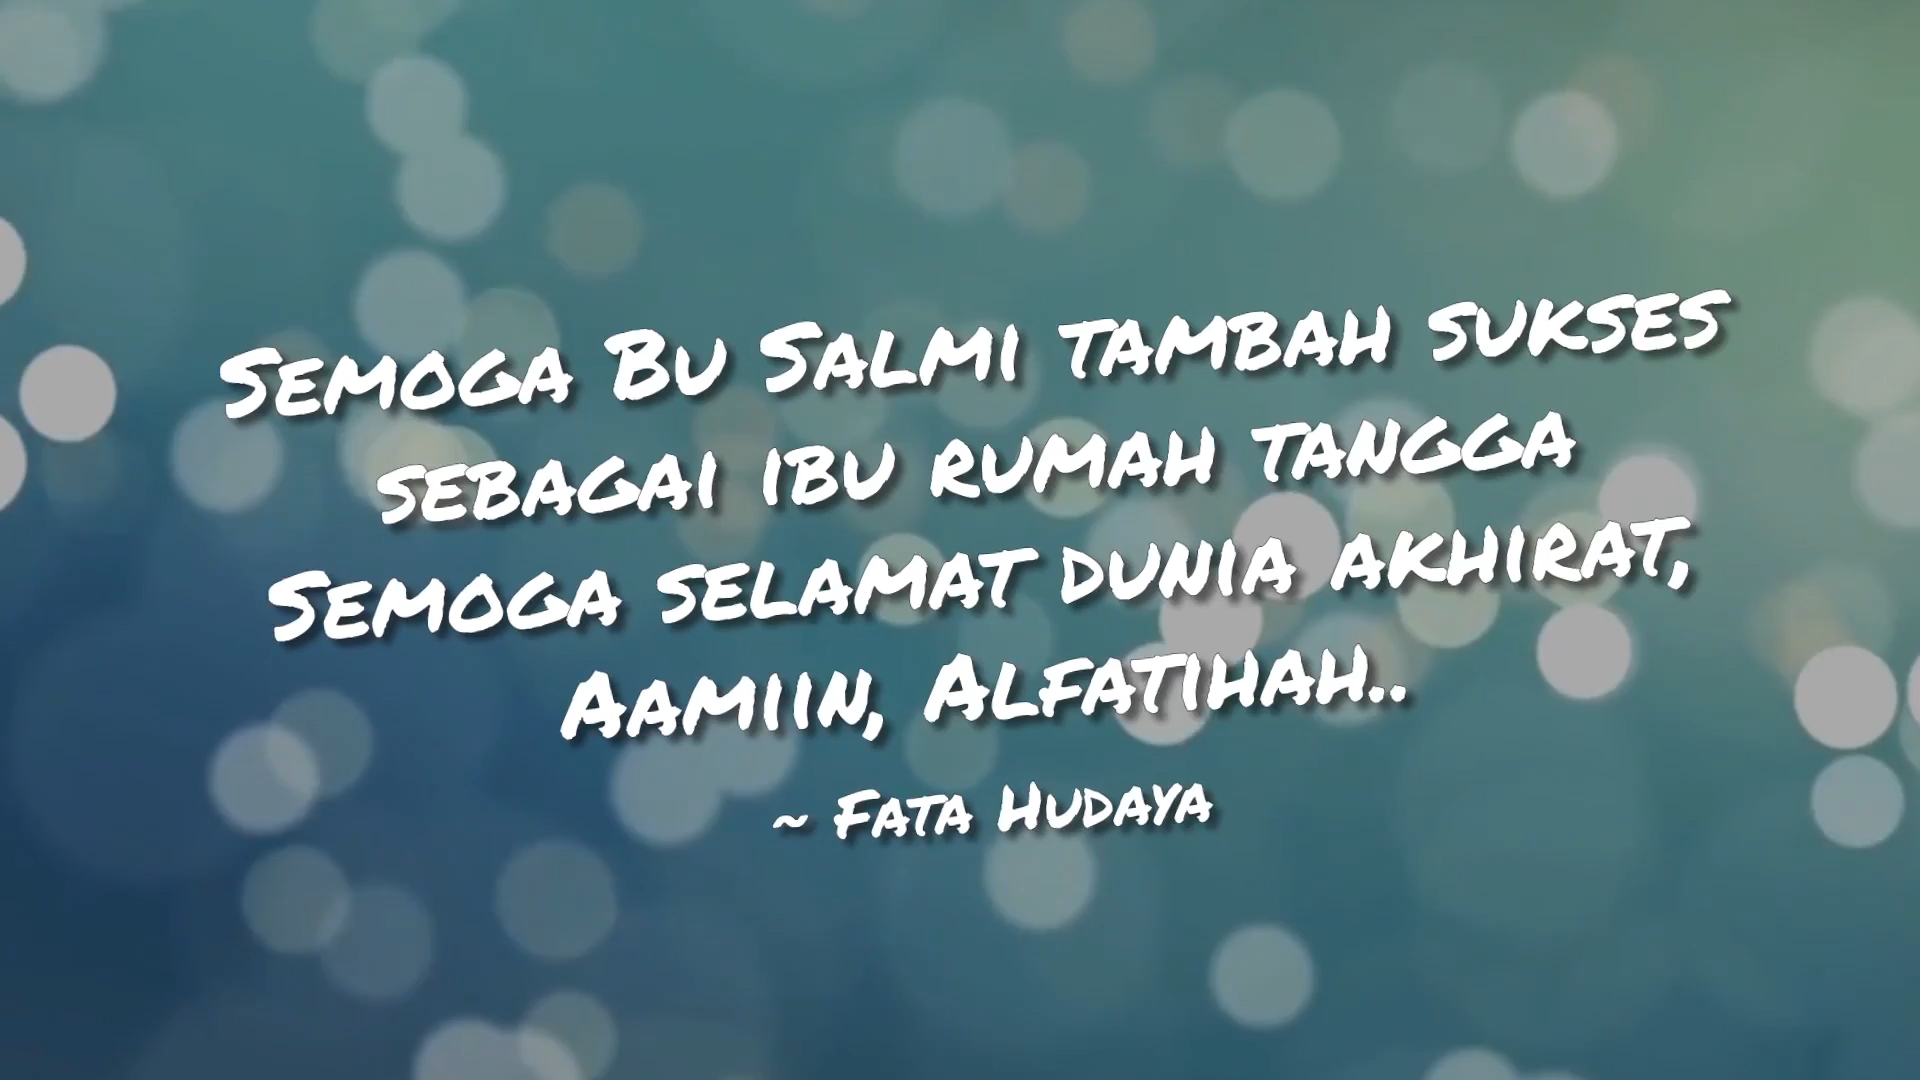 Semoga Bu Salmi tambah sukses
sebagai ibu rumah tangga
Semoga selamat dunia akhirat,
Aamiin, Alfatihah..
~ Fata Hudaya